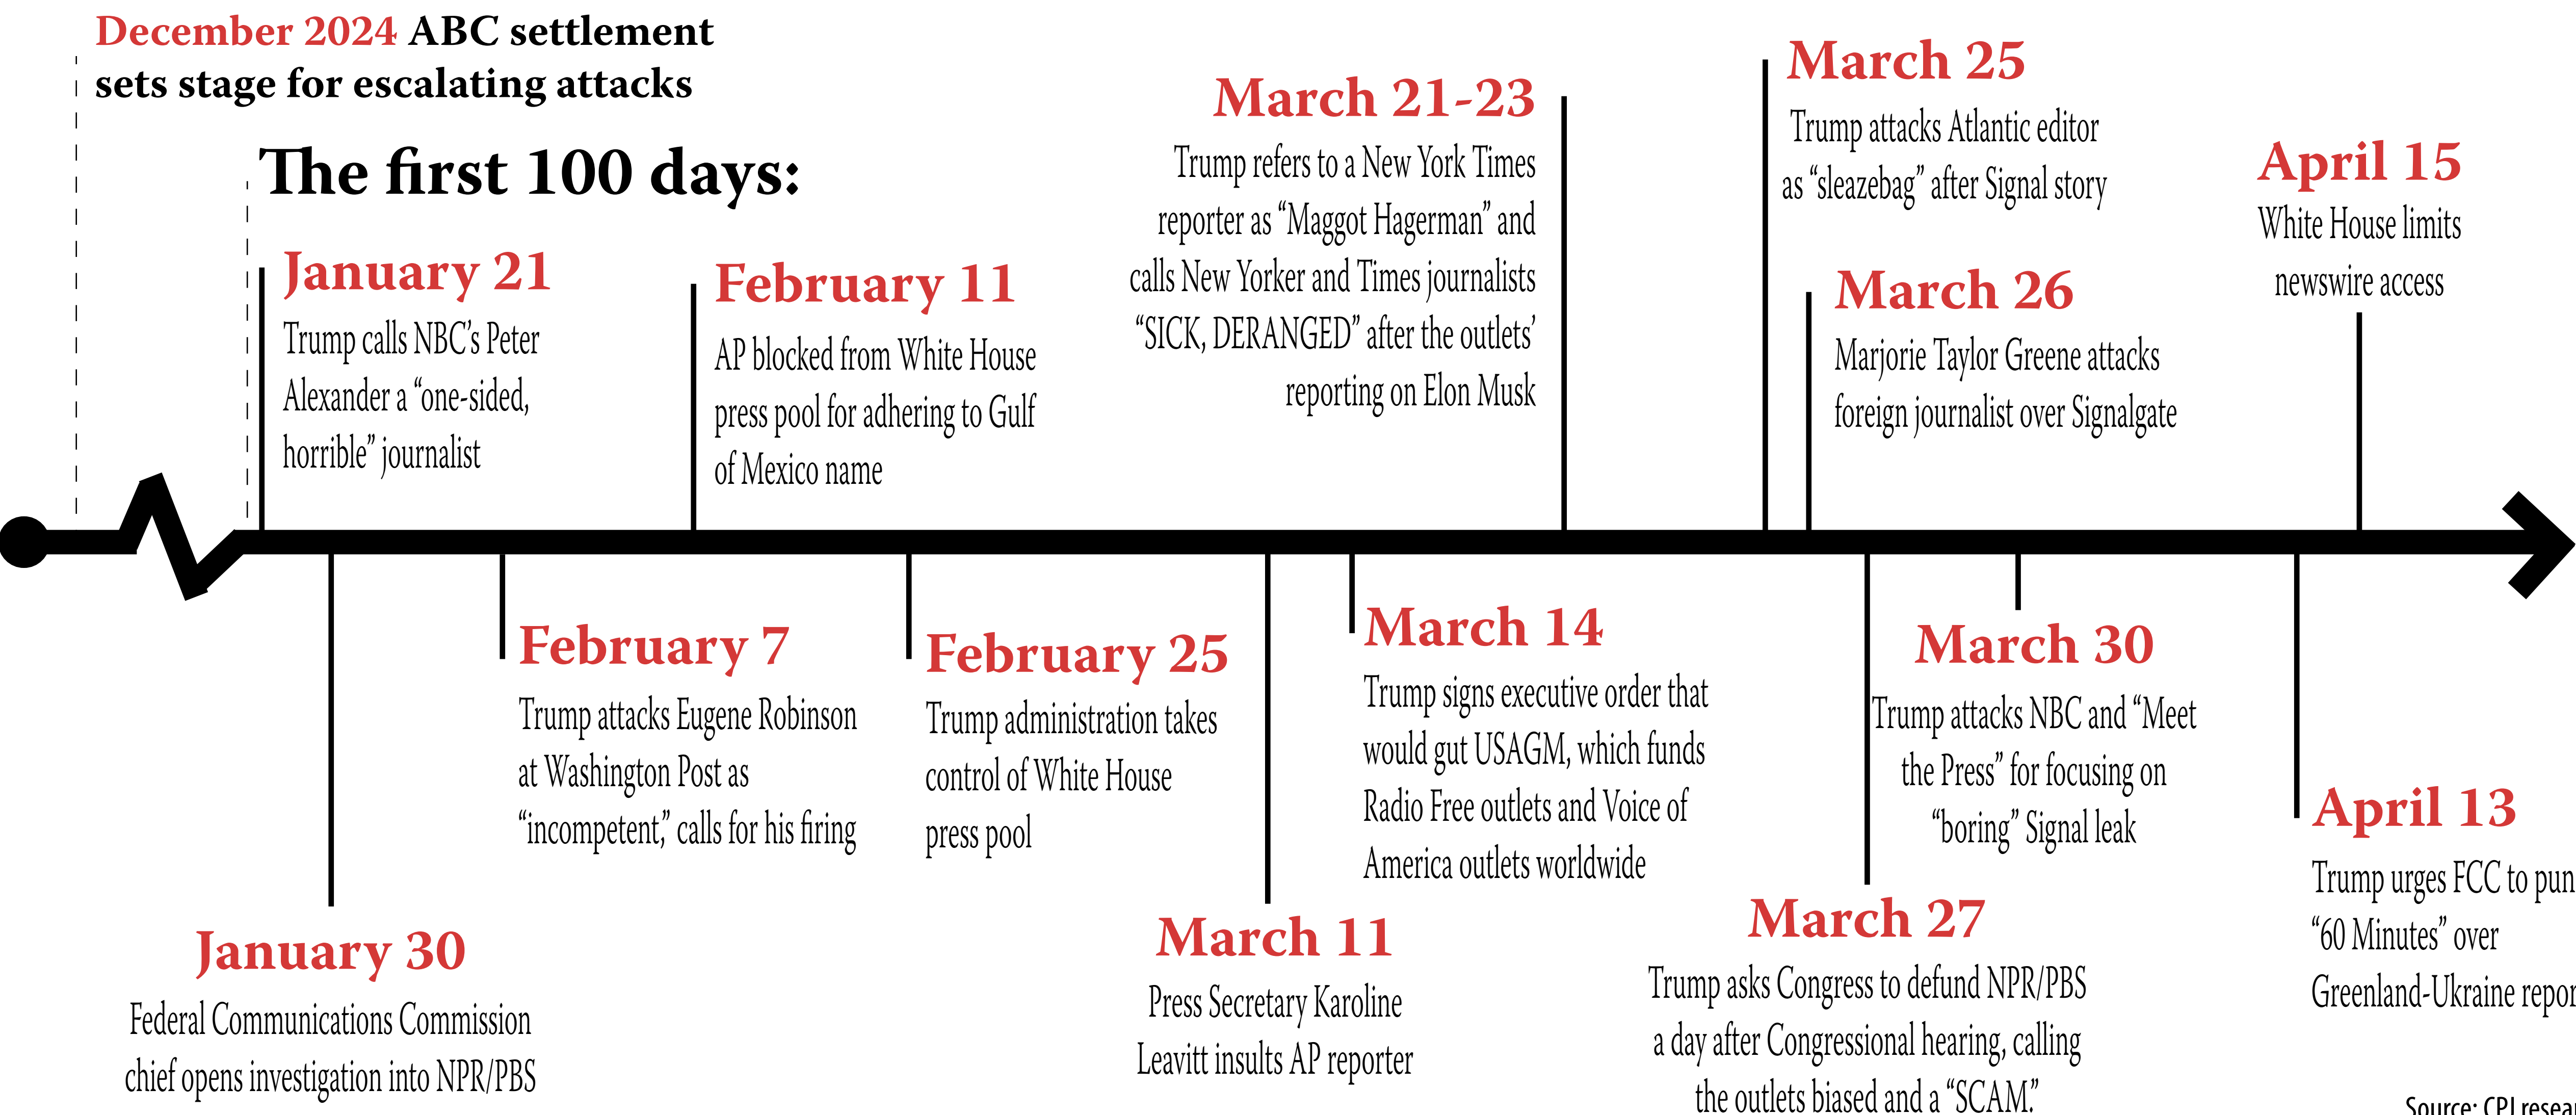 December 2024 ABC settlement
sets stage for escalating attacks
The first 100 days:
January 21
Trump calls NBC’s Peter
Alexander a “one-sided,
horrible” journalist
January 30
Federal Communications Commission
chief opens investigation into NPR/PBS
February 7
Trump attacks Eugene Robinson
at Washington Post as
“incompetent,” calls for his firing
February 11
AP blocked from White House
press pool for adhering to Gulf
of Mexico name
February 25
Trump administration takes
control of White House
press pool
March 11
Press Secretary Karoline
Leavitt insults AP reporter
March 14
Trump signs executive order that
would gut USAGM, which funds
Radio Free outlets and Voice of
America outlets worldwide
March 21-23
Trump refers to a New York Times
reporter as “Maggot Hagerman” and
calls New Yorker and Times journalists
“SICK, DERANGED” after the outlets’
reporting on Elon Musk
March 25
Trump attacks Atlantic editor
as “sleazebag” after Signal story
March 26
Marjorie Taylor Greene attacks
foreign journalist over Signalgate
March 27
Trump asks Congress to defund NPR/PBS
a day after Congressional hearing, calling
the outlets biased and a “SCAM.”
March 30
Trump attacks NBC and “Meet
the Press” for focusing on
“boring” Signal leak
April 13
Trump urges FCC to
“60 Minutes” over
Greenland-Ukraine
April 15
White House limits
newswire access
Source: CPJ